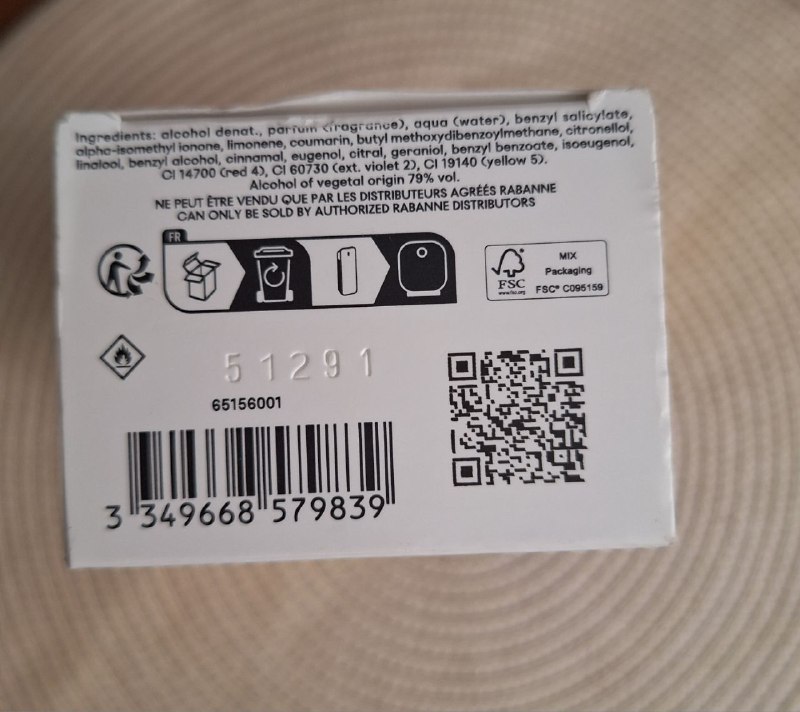 Ingredients: alcohol denat., parfum (fragrance), aqua (water), benzyl salicylate,
alpha-isomethyl ionone, limonene, coumarin, butyl methoxydibenzoylmethane, citronellol,
linalool, benzyl alcohol, cinnamal, eugenol, citral, geraniol, benzyl benzoate, isoeugenol,
CI 14700 (red 4), CI 60730 (ext. violet 2), CI 19140 (yellow 5).
Alcohol of vegetal origin 79% vol.
NE PEUT ÊTRE VENDU QUE PAR LES DISTRIBUTEURS AGRÉÉS RABANNE
CAN ONLY BE SOLD BY AUTHORIZED RABANNE DISTRIBUTORS
FR
FSC
www.fsc.org
MIX
Packaging
FSC® C095159
51291
65156001
3 349668 579839